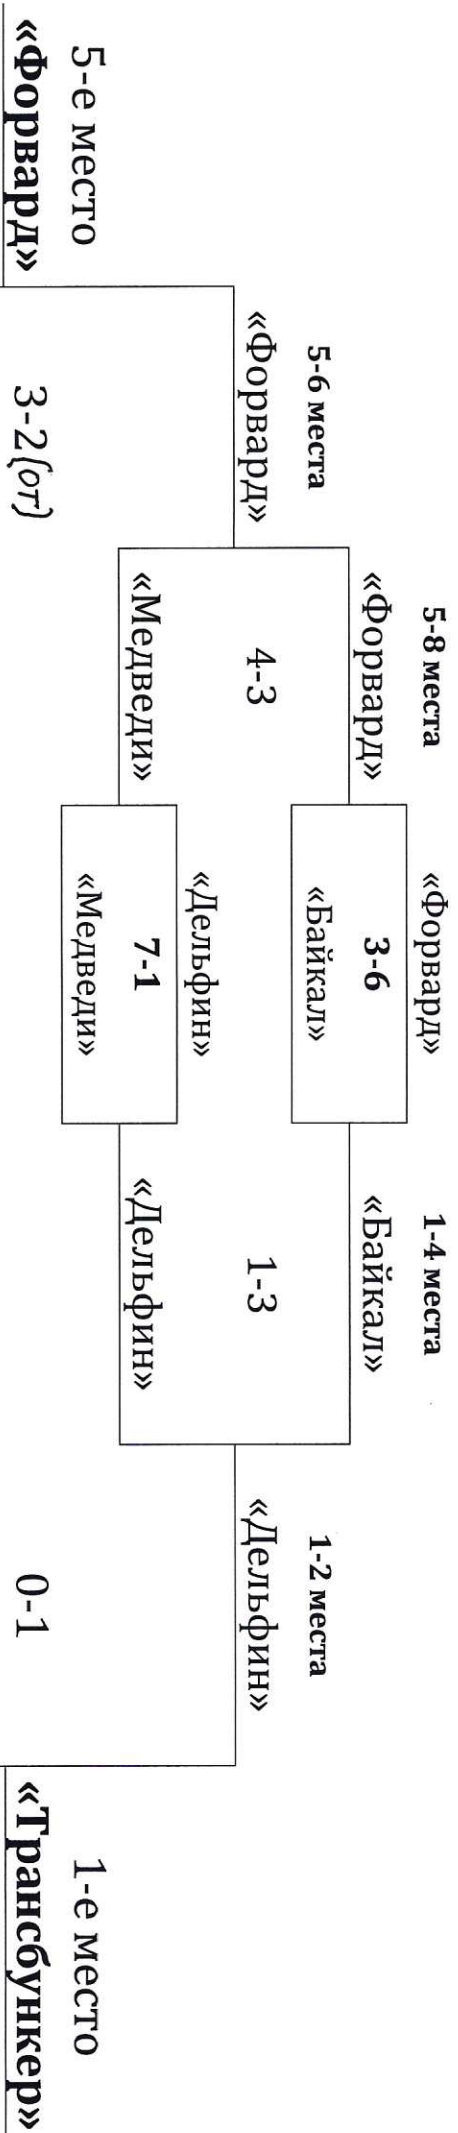 5-8 места
1-4 места
«Форвард»
5-6 места
«Форвард»
3-6
«Байкал»
1-2 места
«Форвард»
«Байкал»
«Дельфин»
4-3
«Дельфин»
1-3
5-е место
7-1
1-е место
«Медведи»
«Медведи»
«Дельфин»
«Форвард»
3-2(от)
0-1
«Трансбункер»